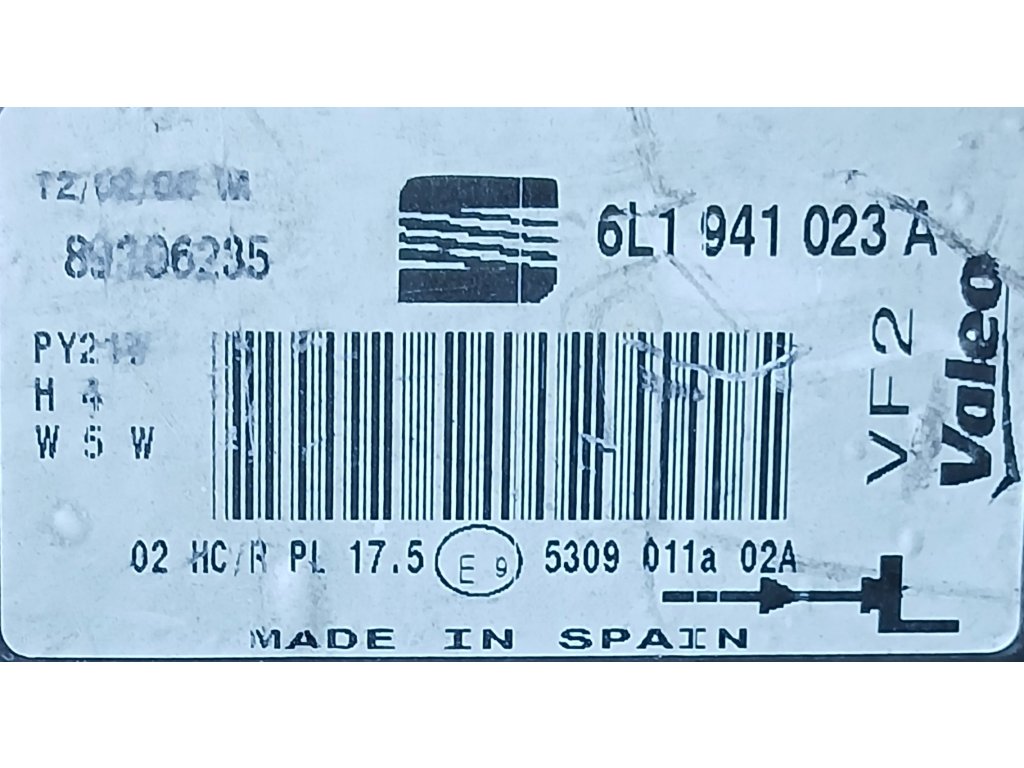 6L1 941 023 A
H 4
W 5 W
VF2
Valeo
02 HC/R PL 17.5 E 9 5309 011a 02A
MADE IN SPAIN